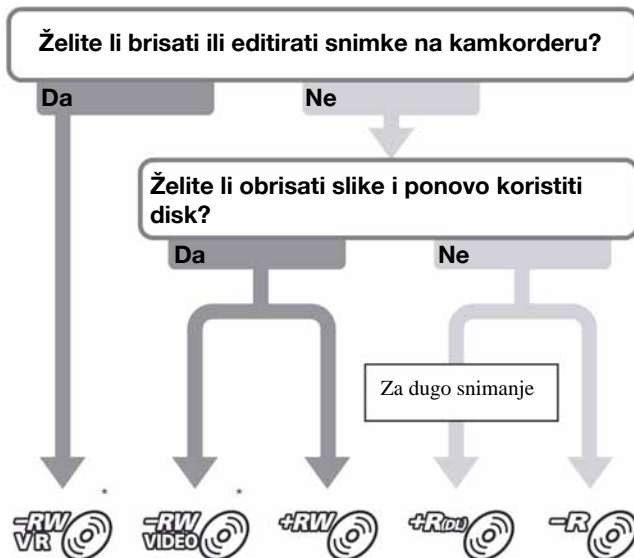 Želite li brisati ili editirati snimke na kamkorderu?
Da
Ne
Želite li obrisati slike i ponovo koristiti
disk?
Da
Ne
Za dugo snimanje
-RW VR *
-RW VIDEO *
+RW
+R(DL)
-R